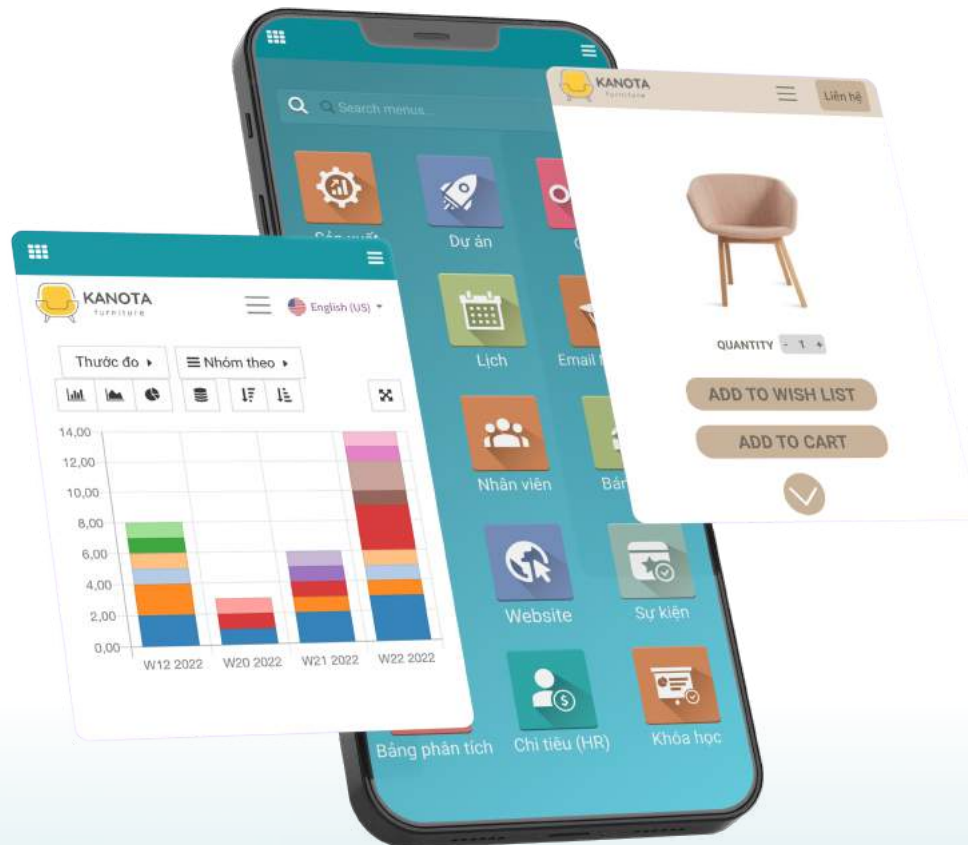 Search menus...
Sản xuất
Dự án
Lịch
Email
Nhân viên
Website
Sự kiện
Bảng phân tích
Chi tiêu (HR)
Khóa học
KANOTA
furniture
Liên hệ
QUANTITY - 1 +
ADD TO WISH LIST
ADD TO CART
KANOTA
furniture
English (US)
Thước đo
Nhóm theo
14,00
12,00
10,00
8,00
6,00
4,00
2,00
0,00
W12 2022 W20 2022 W21 2022 W22 2022